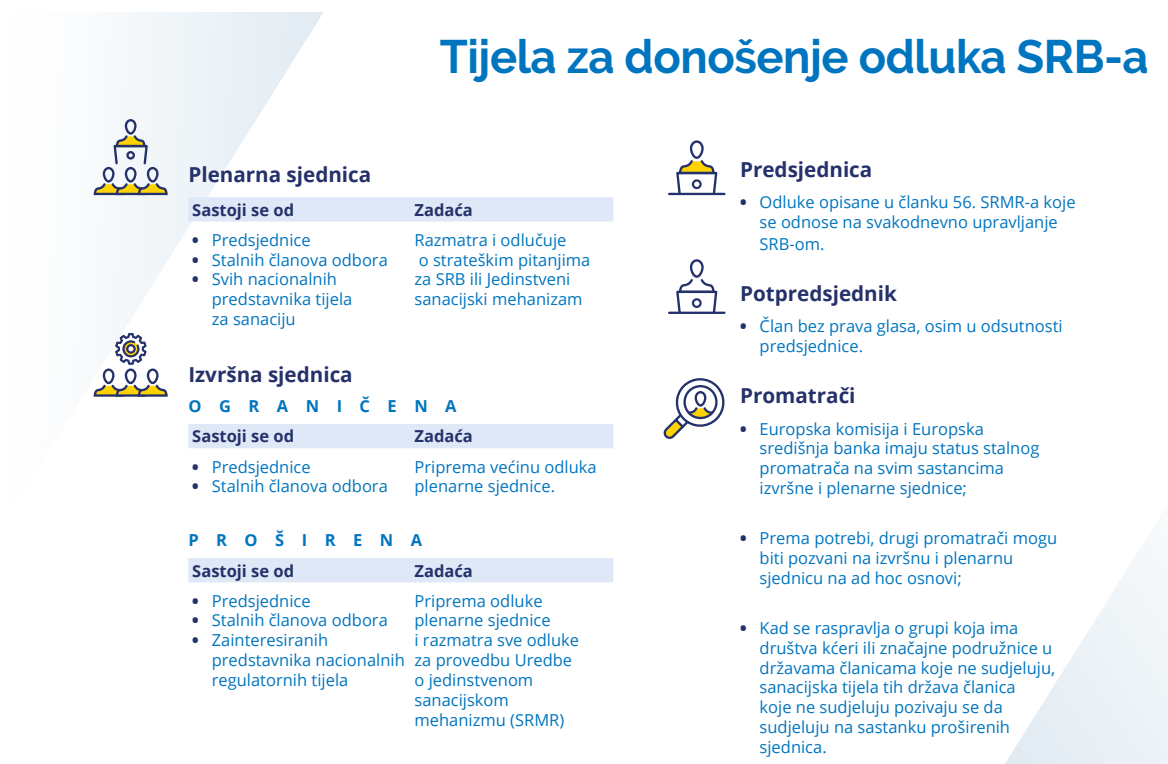 Tijela za donošenje odluka SRB-a
Plenarna sjednica
Sastoji se od Zadaća
• Predsjednice
• Stalnih članova odbora
• Svih nacionalnih
predstavnika tijela
za sanaciju
Razmatra i odlučuje
o strateškim pitanjima
za SRB ili Jedinstveni
sanacijski mehanizam
Izvršna sjednica
OGRANIČENA
Sastoji se od Zadaća
• Predsjednice
• Stalnih članova odbora
Priprema većinu odluka
plenarne sjednice.
PROŠIRENA
Sastoji se od Zadaća
• Predsjednice
• Stalnih članova odbora
• Zainteresiranih
predstavnika nacionalnih
regulatornih tijela
Priprema odluke
plenarne sjednice
i razmatra sve odluke
za provedbu Uredbe
o jedinstvenom
sanacijskom
mehanizmu (SRMR)
Predsjednica
• Odluke opisane u članku 56. SRMR-a koje
se odnose na svakodnevno upravljanje
SRB-om.
Potpredsjednik
• Član bez prava glasa, osim u odsutnosti
predsjednice.
Promatrači
• Europska komisija i Europska
središnja banka imaju status stalnog
promatrača na svim sastancima
izvršne i plenarne sjednice;
• Prema potrebi, drugi promatrači mogu
biti pozvani na izvršnu i plenarnu
sjednicu na ad hoc osnovi;
• Kad se raspravlja o grupi koja ima
društva kćeri ili značajne podružnice u
državama članicama koje ne sudjeluju,
sanacijska tijela tih država članica
koje ne sudjeluju pozivaju se da
sudjeluju na sastanku proširenih
sjednica.